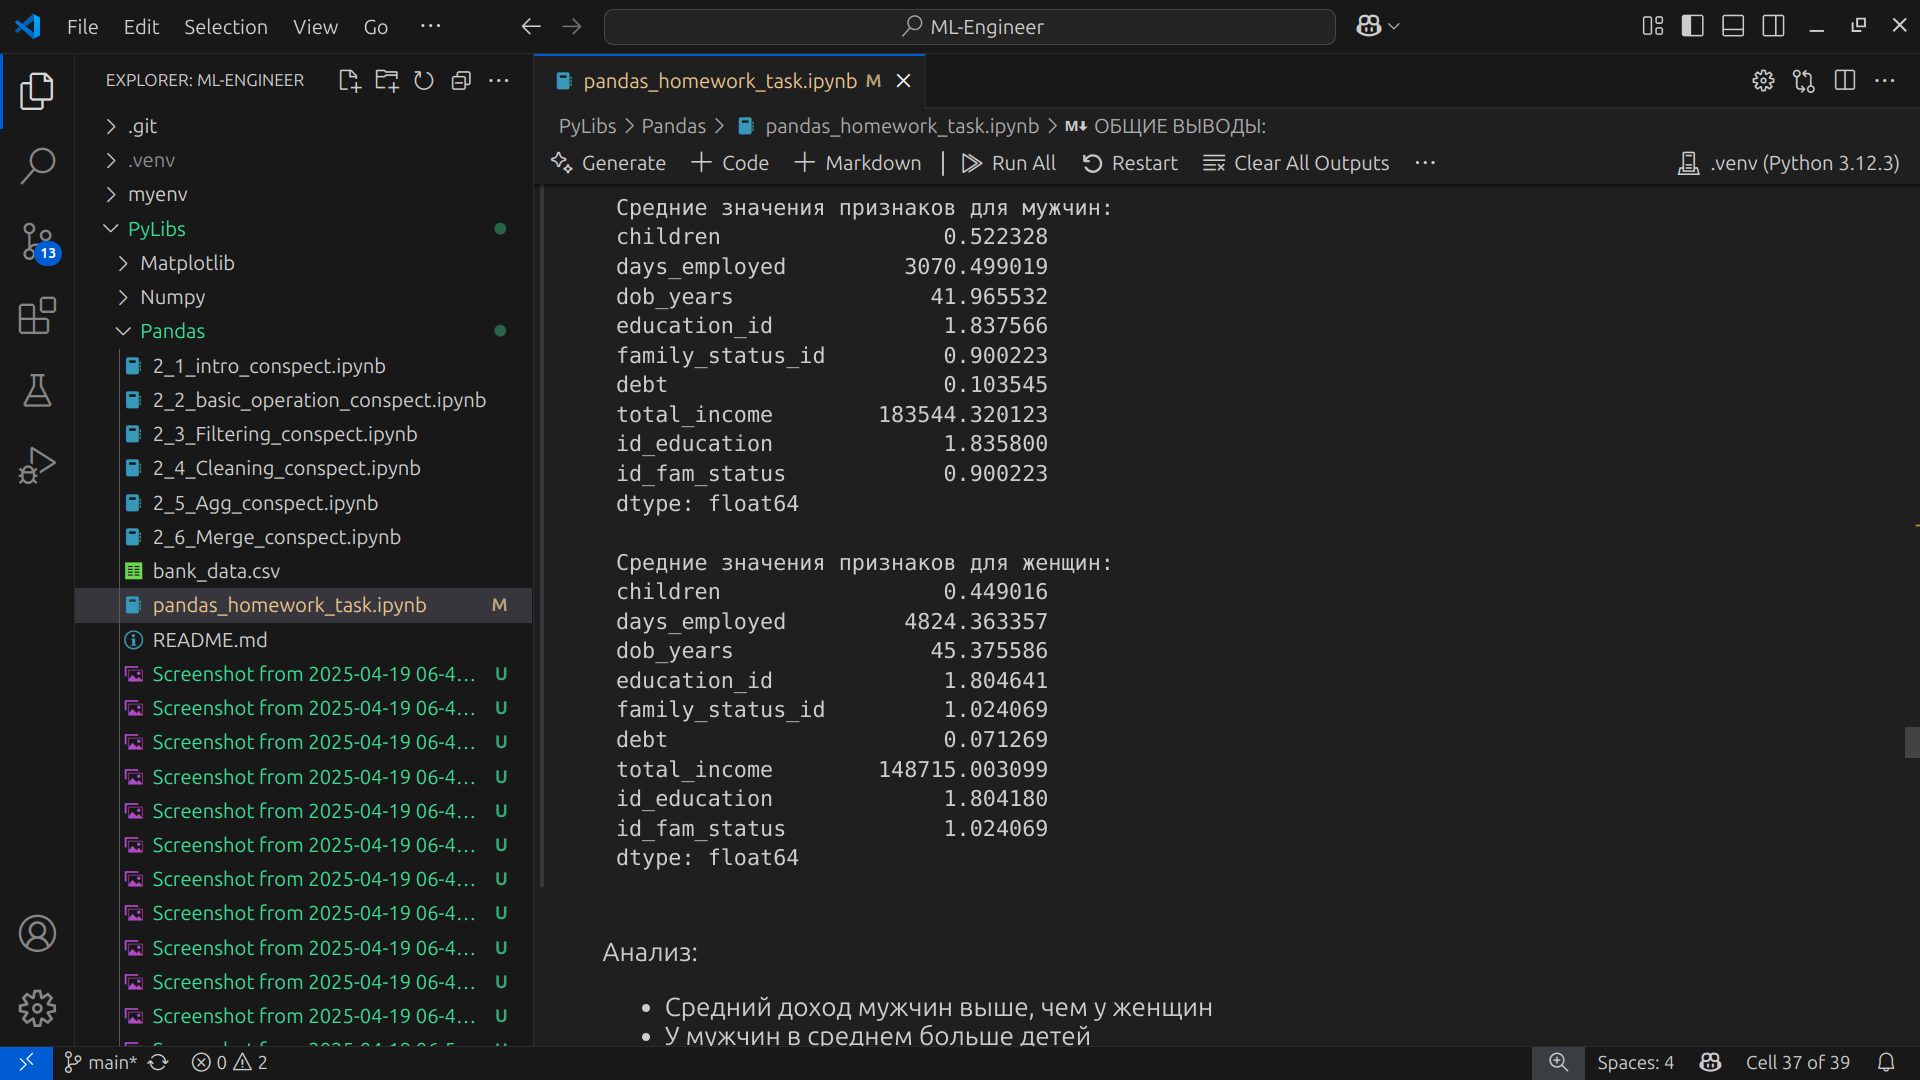 File Edit Selection View Go ··· ML-Engineer
EXPLORER: ML-ENGINEER
.git
.venv
myenv
PyLibs
Matplotlib
Numpy
Pandas
2_1_intro_conspect.ipynb
2_2_basic_operation_conspect.ipynb
2_3_Filtering_conspect.ipynb
2_4_Cleaning_conspect.ipynb
2_5_Agg_conspect.ipynb
2_6_Merge_conspect.ipynb
bank_data.csv
pandas_homework_task.ipynb M
README.md
Screenshot from 2025-04-19 06-4... U
Screenshot from 2025-04-19 06-4... U
Screenshot from 2025-04-19 06-4... U
Screenshot from 2025-04-19 06-4... U
Screenshot from 2025-04-19 06-4... U
Screenshot from 2025-04-19 06-4... U
Screenshot from 2025-04-19 06-4... U
Screenshot from 2025-04-19 06-4... U
Screenshot from 2025-04-19 06-4... U
Screenshot from 2025-04-19 06-4... U
Screenshot from 2025-04-19 06-4... U
13
pandas_homework_task.ipynb M
PyLibs > Pandas > pandas_homework_task.ipynb > M↓ ОБЩИЕ ВЫВОДЫ:
Generate + Code + Markdown | Run All Restart Clear All Outputs ··· .venv (Python 3.12.3)
Средние значения признаков для мужчин:
children 0.522328
days_employed 3070.499019
dob_years 41.965532
education_id 1.837566
family_status_id 0.900223
debt 0.103545
total_income 183544.320123
id_education 1.835800
id_fam_status 0.900223
dtype: float64
Средние значения признаков для женщин:
children 0.449016
days_employed 4824.363357
dob_years 45.375586
education_id 1.804641
family_status_id 1.024069
debt 0.071269
total_income 148715.003099
id_education 1.804180
id_fam_status 1.024069
dtype: float64
Анализ:
• Средний доход мужчин выше, чем у женщин
• У мужчин в среднем больше детей
main* 0 2 Spaces: 4 Cell 37 of 39